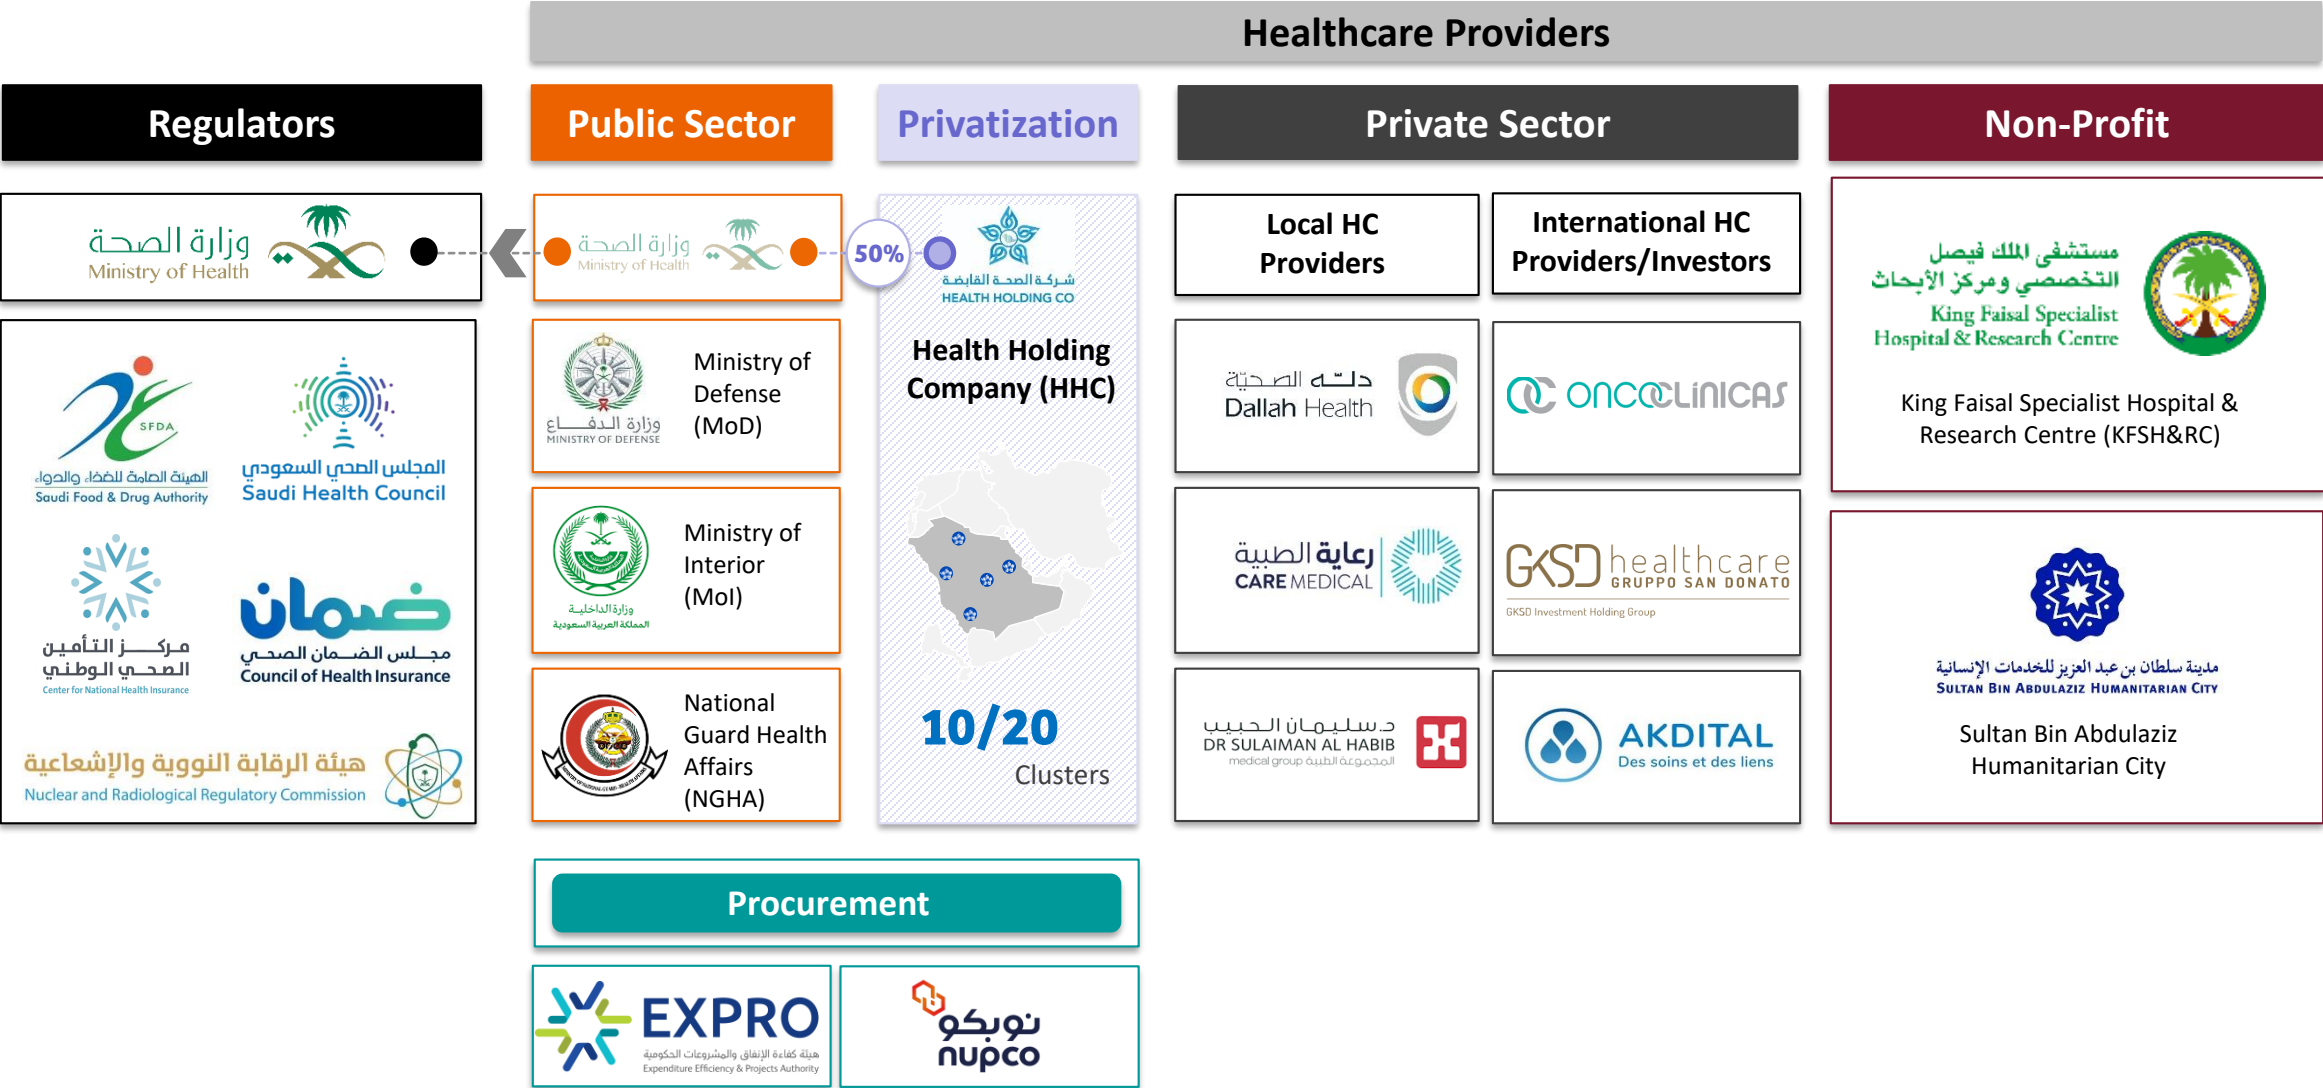 Healthcare Providers
Regulators
وزارة الصحة
Ministry of Health
SFDA
الهيئة العامة للغذاء والدواء
Saudi Food & Drug Authority
المجلس الصحي السعودي
Saudi Health Council
مركز التأمين
الصحي الوطني
Center for National Health Insurance
ضمان
مجلس الضمان الصحي
Council of Health Insurance
هيئة الرقابة النووية والإشعاعية
Nuclear and Radiological Regulatory Commission
Public Sector
وزارة الصحة
Ministry of Health
وزارة الدفاع
MINISTRY OF DEFENSE
Ministry of
Defense
(MoD)
وزارة الداخلية
المملكة العربية السعودية
Ministry of
Interior
(MoI)
National
Guard Health
Affairs
(NGHA)
Privatization
50%
شركة الصحة القابضة
HEALTH HOLDING CO
Health Holding
Company (HHC)
10/20
Clusters
Private Sector
Local HC
Providers
دله الصحية
Dallah Health
رعاية الطبية
CARE MEDICAL
د.سليمان الحبيب
DR SULAIMAN AL HABIB
medical group المجموعة الطبية
International HC
Providers/Investors
OC ONCOCLINICAS
GKSD healthcare
GRUPPO SAN DONATO
GKSD Investment Holding Group
AKDITAL
Des soins et des liens
Non-Profit
مستشفى الملك فيصل
التخصصي ومركز الأبحاث
King Faisal Specialist
Hospital & Research Centre
King Faisal Specialist Hospital &
Research Centre (KFSH&RC)
مدينة سلطان بن عبد العزيز للخدمات الإنسانية
SULTAN BIN ABDULAZIZ HUMANITARIAN CITY
Sultan Bin Abdulaziz
Humanitarian City
Procurement
EXPRO
هيئة كفاءة الإنفاق والمشروعات الحكومية
Expenditure Efficiency & Projects Authority
نوبكو
nupco